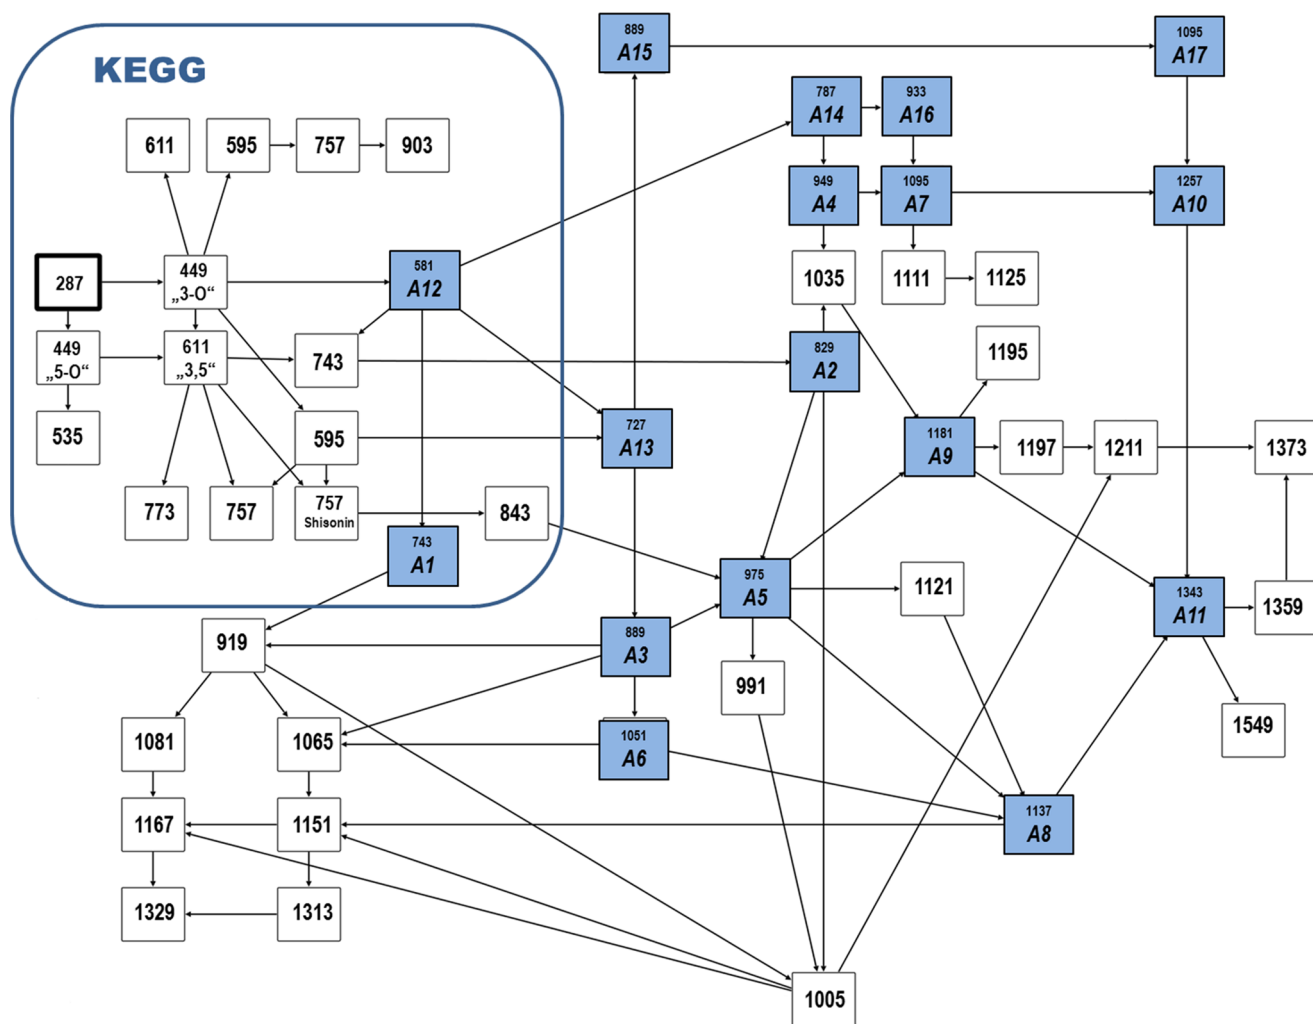 889
A15
1095
A17
KEGG
787
A14
933
A16
611
595
757
903
949
A4
1095
A7
1257
A10
287
449
„3-O“
581
A12
1035
1111
1125
449
„5-O“
611
„3,5“
743
829
A2
1195
535
595
727
A13
1181
A9
1197
1211
1373
773
757
757
Shisonin
843
743
A1
975
A5
1121
1343
A11
1359
919
889
A3
991
1081
1065
1051
A6
1549
1167
1151
1137
A8
1329
1313
1005